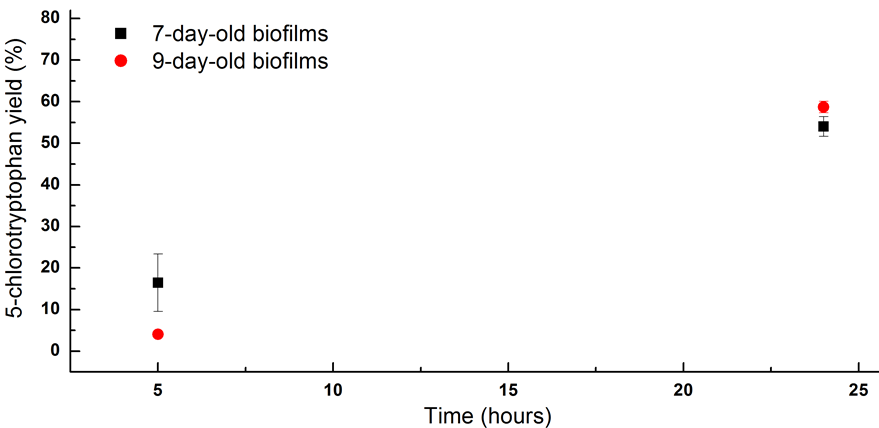 80
70
60
50
40
30
20
10
0
5-chlorotryptophan yield (%)
7-day-old biofilms
9-day-old biofilms
5 10 15 20 25
Time (hours)